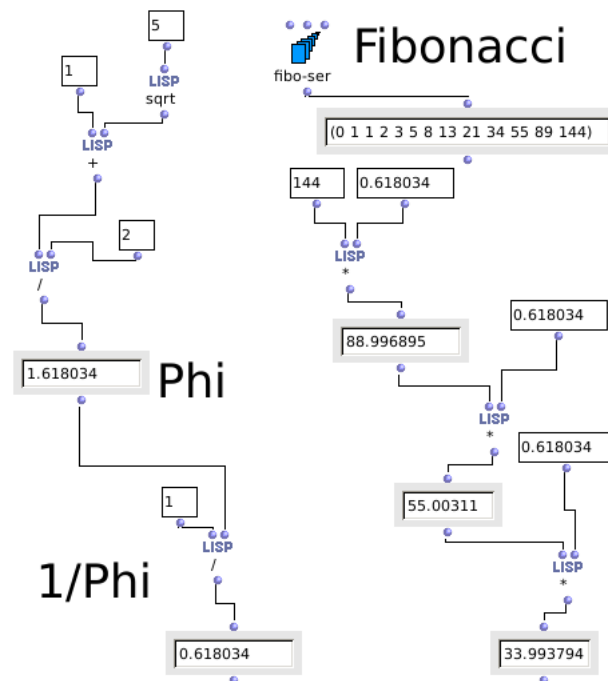 5
1
LISP
sqrt
LISP
+
2
LISP
/
1.618034
Phi
1
LISP
/
1/Phi
0.618034
Fibonacci
fibo-ser
(0 1 1 2 3 5 8 13 21 34 55 89 144)
144
0.618034
LISP
*
88.996895
0.618034
LISP
*
0.618034
55.00311
LISP
*
33.993794